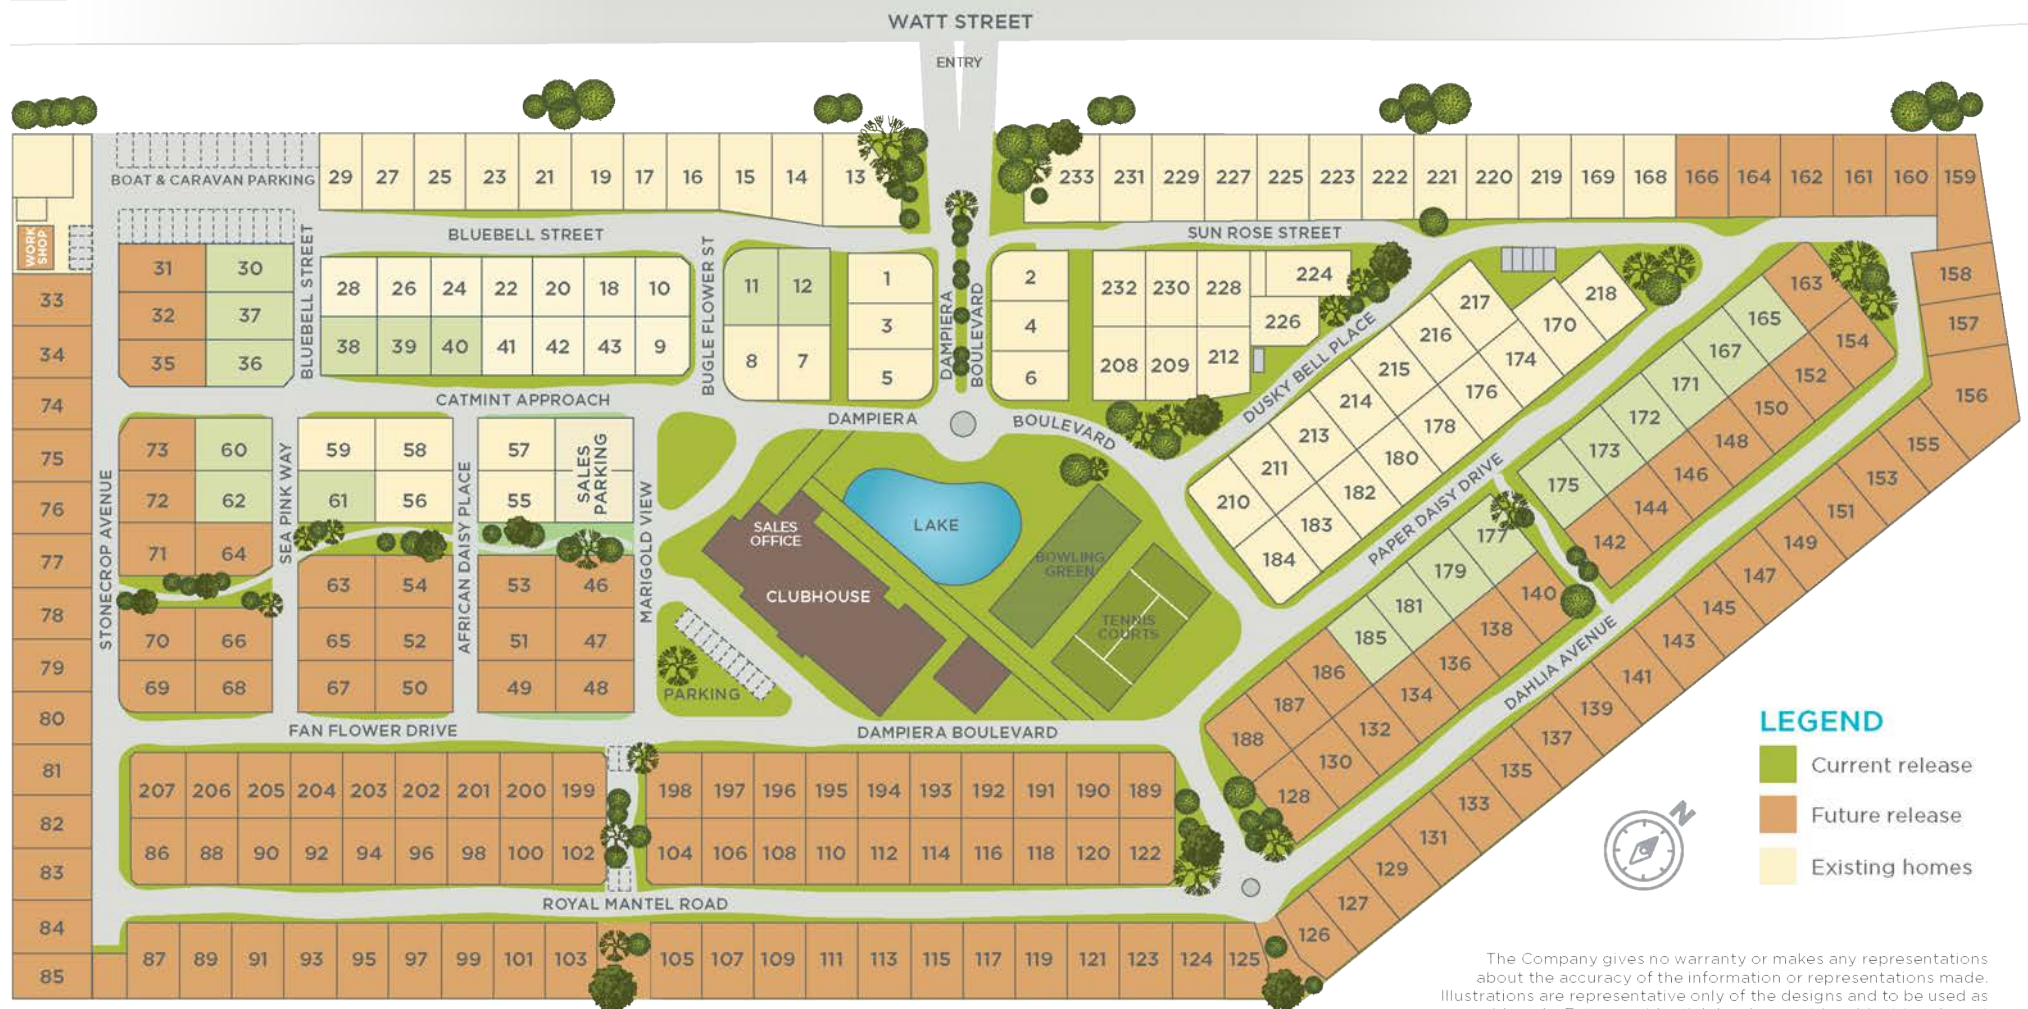 WATT STREET
ENTRY
BOAT & CARAVAN PARKING
29 27 25 23 21 19 17 16 15 14 13
233 231 229 227 225 223 222 221 220 219 169 168 166 164 162 161 160 159
WORK
SHOP
BLUEBELL STREET
SUN ROSE STREET
BLUEBELL STREET
BUGLE FLOWER ST
DAMPIERA
BOULEVARD
31 30
32 37
35 36
28 26 24 22 20 18 10
38 39 40 41 42 43 9
11 12
8 7
1
3
5
2
4
6
232 230 228 224
226
208 209 212
33
34
74
75
76
77
78
79
80
81
82
83
84
85
CATMINT APPROACH
DAMPIERA
BOULEVARD
DUSKY BELL PLACE
217
216
215
214
213
211
210
218
170
174
176
178
180
182
183
184
PAPER DAISY DRIVE
163
165
167
171
172
173
175
154
152
150
148
146
144
142
177
179
181
185
186
187
188
140
138
136
134
132
130
128
158
157
156
155
153
151
149
147
145
143
141
139
137
135
133
131
129
127
126
DAHLIA AVENUE
STONECROP AVENUE
73 60
72 62
71 64
70 66
69 68
SEA PINK WAY
59 58
61 56
63 54
65 52
67 50
AFRICAN DAISY PLACE
57
55
SALES
PARKING
53 46
51 47
49 48
MARIGOLD VIEW
SALES
OFFICE
CLUBHOUSE
LAKE
BOWLING
GREEN
TENNIS
COURTS
PARKING
FAN FLOWER DRIVE
DAMPIERA BOULEVARD
207 206 205 204 203 202 201 200 199
198 197 196 195 194 193 192 191 190 189
86 88 90 92 94 96 98 100 102
104 106 108 110 112 114 116 118 120 122
ROYAL MANTEL ROAD
87 89 91 93 95 97 99 101 103
105 107 109 111 113 115 117 119 121 123 124 125
LEGEND
Current release
Future release
Existing homes
N
The Company gives no warranty or makes any representations
about the accuracy of the information or representations made.
Illustrations are representative only of the designs and to be used as